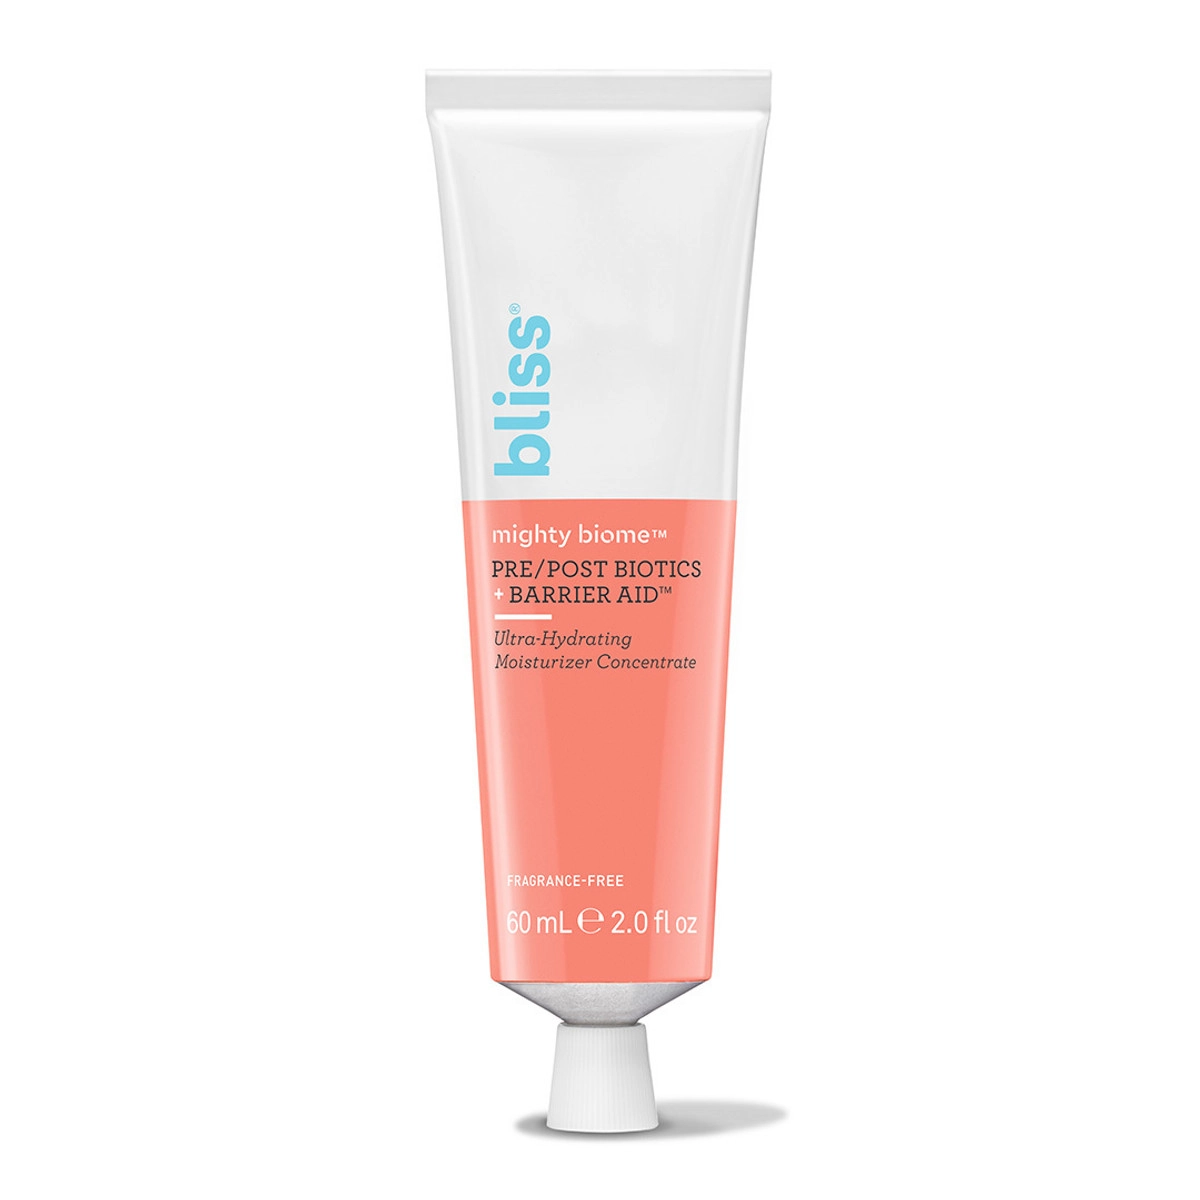 bliss®
mighty biome™
PRE/POST BIOTICS
+ BARRIER AID™
Ultra-Hydrating
Moisturizer Concentrate
FRAGRANCE-FREE
60 mL ℮ 2.0 fl oz